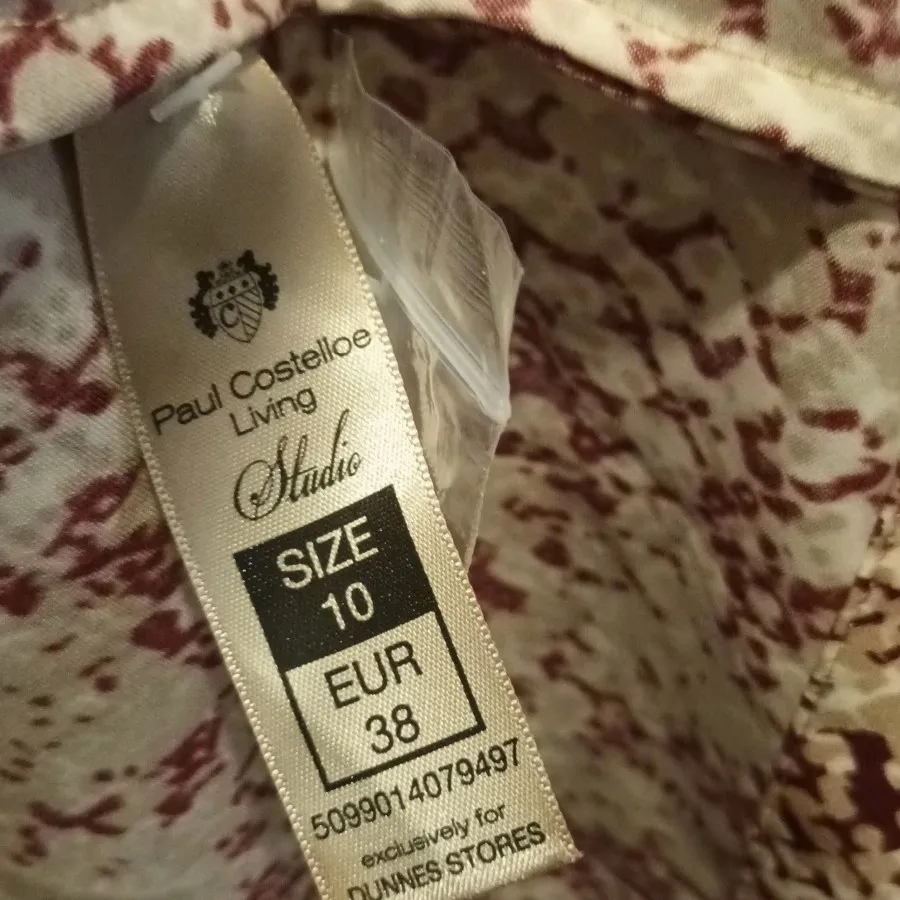 C
Paul Costelloe
Living
Studio
SIZE
10
EUR
38
5099014079497
exclusively for
DUNNES STORES